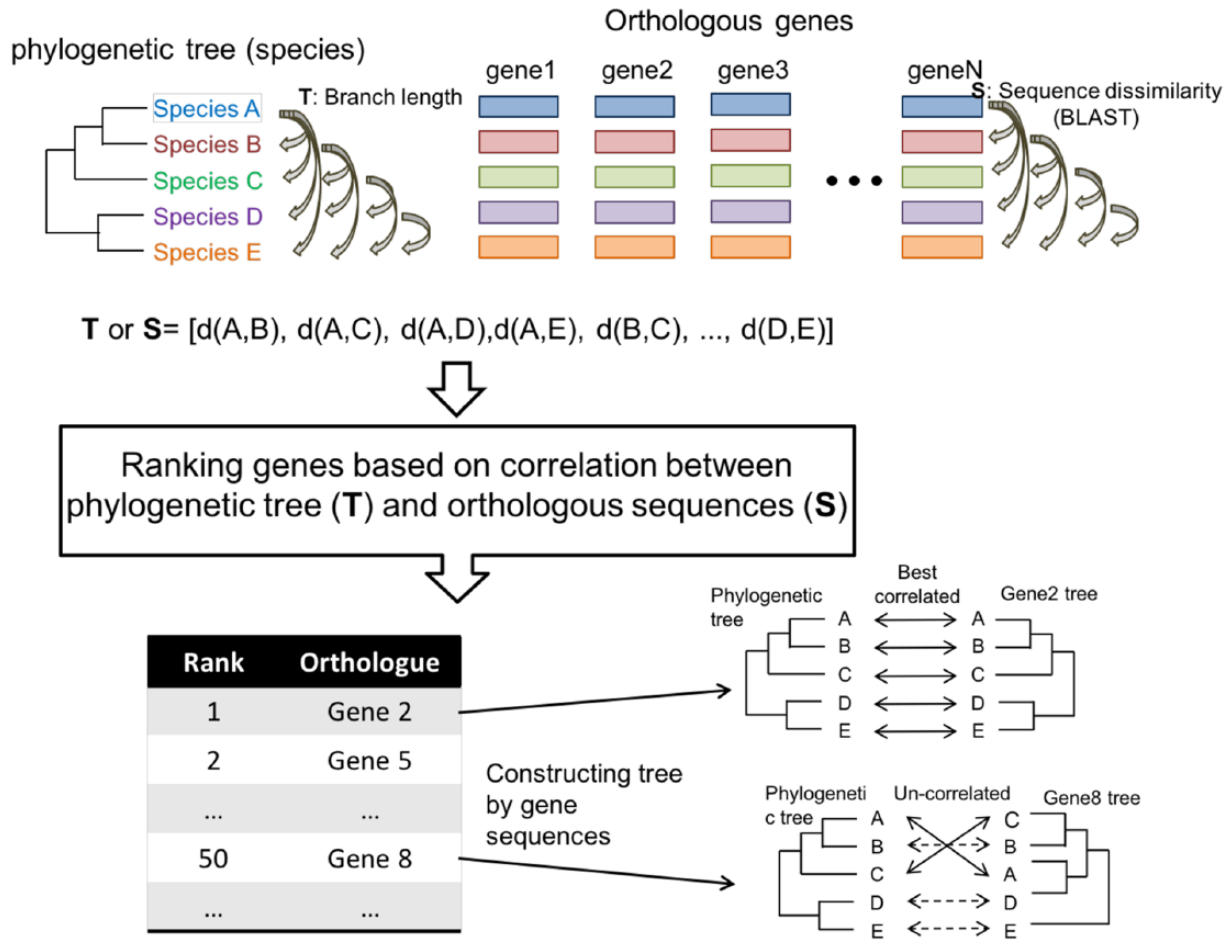 Orthologous genes
phylogenetic tree (species)
gene1 gene2 gene3 geneN
T: Branch length
S: Sequence dissimilarity
(BLAST)
Species A
Species B
Species C
Species D
Species E
•••
T or S= [d(A,B), d(A,C), d(A,D),d(A,E), d(B,C), ..., d(D,E)]
Ranking genes based on correlation between
phylogenetic tree (T) and orthologous sequences (S)
Rank Orthologue
1 Gene 2
2 Gene 5
... ...
50 Gene 8
... ...
Constructing tree
by gene
sequences
Phylogenetic
tree
Best
correlated
Gene2 tree
A A
B B
C C
D D
E E
Phylogeneti
c tree
Un-correlated
Gene8 tree
A C
B B
C A
D D
E E